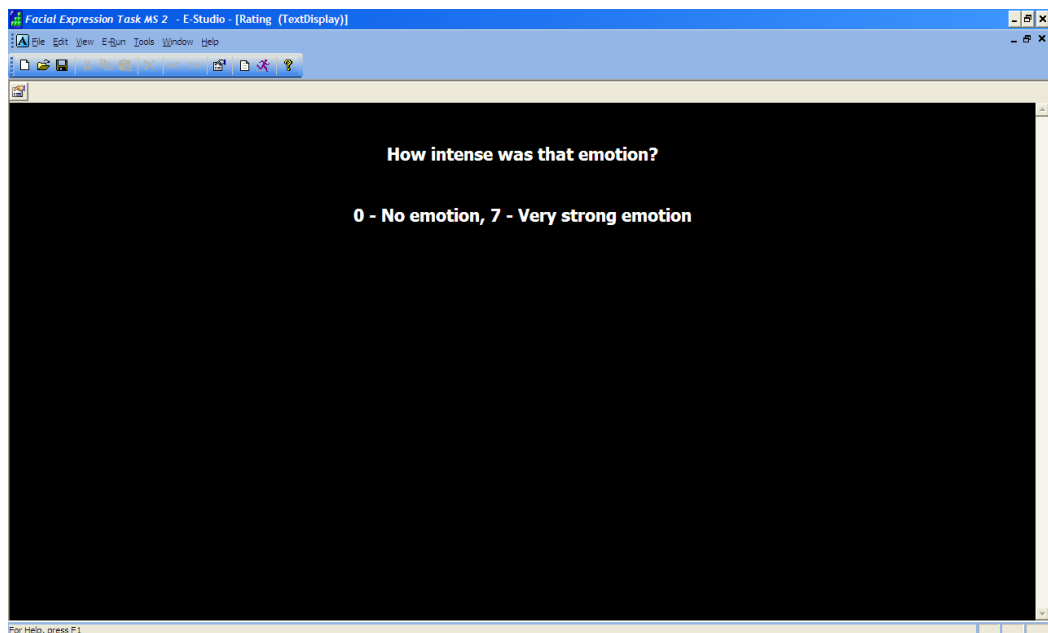 Facial Expression Task MS 2 - E-Studio - [Rating (TextDisplay)]
File Edit View E-Run Tools Window Help
How intense was that emotion?
0 - No emotion, 7 - Very strong emotion
For Help, press F1